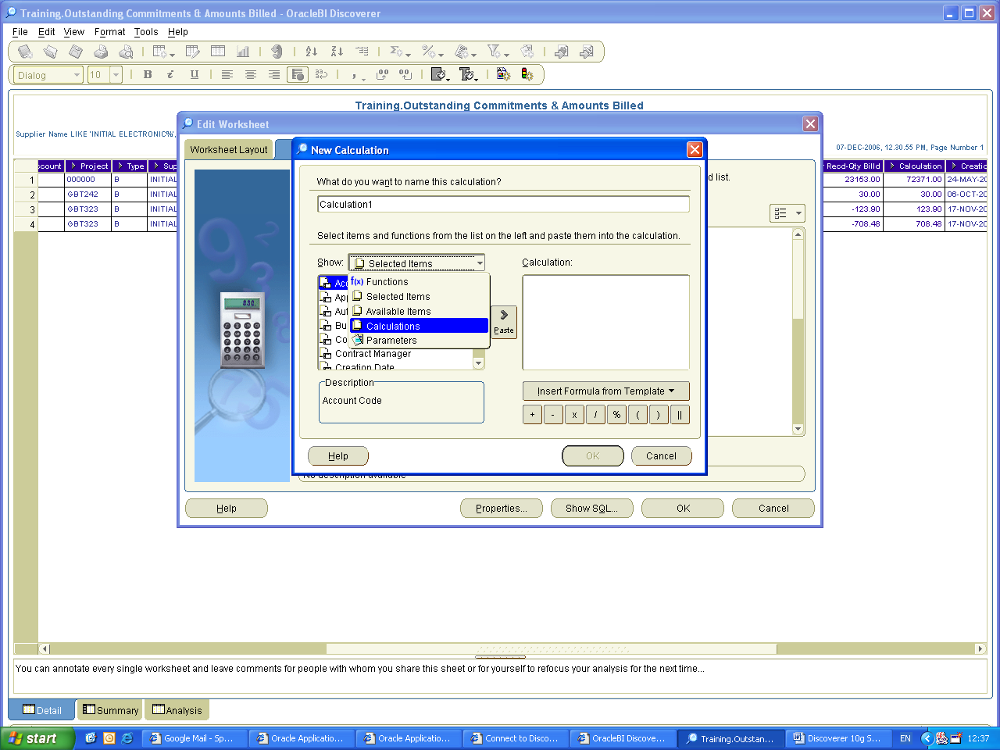 Training.Outstanding Commitments & Amounts Billed - OracleBI Discoverer
File Edit View Format Tools Help
Dialog 10
Training.Outstanding Commitments & Amounts Billed
Edit Worksheet
Supplier Name LIKE 'INITIAL ELECTRONIC%',
Worksheet Layout
New Calculation
07-DEC-2006, 12.30.55 PM, Page Number 1
count Project Type Sup Recd-Qty Billd Calculation Creatio
1 000000 B INITIAL 23153.00 72371.00 24-MAY-20
2 GBT242 B INITIAL 30.00 30.00 06-OCT-20
3 GBT323 B INITIAL -123.90 123.90 17-NOV-20
4 GBT323 B INITIAL -708.48 708.48 17-NOV-20
d list.
What do you want to name this calculation?
Calculation1
Select items and functions from the list on the left and paste them into the calculation.
Show: Selected Items
Calculation:
Functions
Selected Items
Available Items
Calculations
Parameters
Acc
App
Aut
Bu
Co
Contract Manager
Creation Date
Paste
Description
Account Code
Insert Formula from Template
+ - x / % ( ) ||
Help OK Cancel
No description available
Help Properties... Show SQL... OK Cancel
You can annotate every single worksheet and leave comments for people with whom you share this sheet or for yourself to refocus your analysis for the next time...
Detail Summary Analysis
start Google Mail - Sp... Oracle Applicatio... Oracle Applicatio... Connect to Disco... OracleBI Discove... Training.Outstan... Discoverer 10g S... EN 12:37